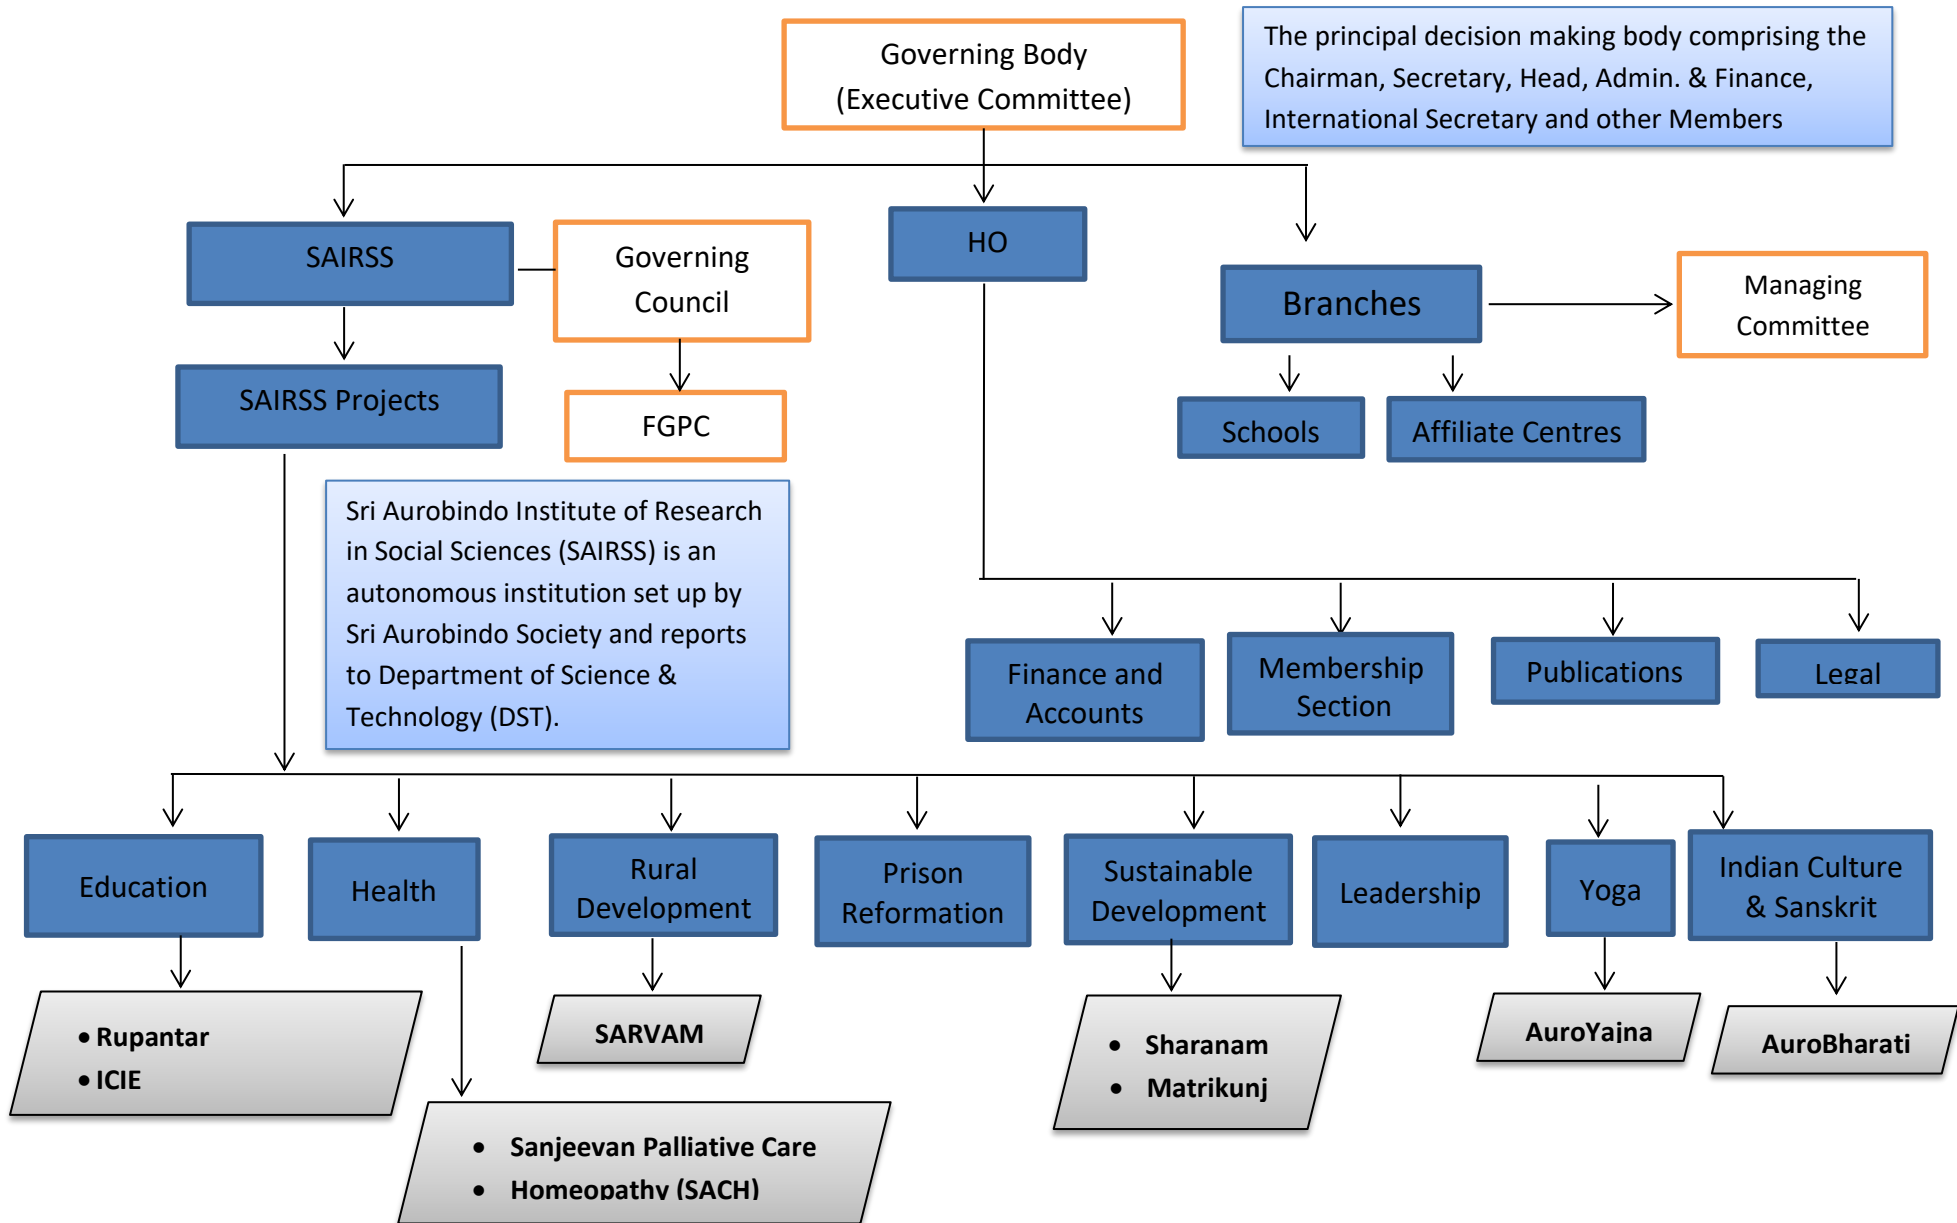 Governing Body
(Executive Committee)
The principal decision making body comprising the
Chairman, Secretary, Head, Admin. & Finance,
International Secretary and other Members
SAIRSS
Governing
Council
HO
Branches
Managing
Committee
SAIRSS Projects
FGPC
Schools
Affiliate Centres
Sri Aurobindo Institute of Research
in Social Sciences (SAIRSS) is an
autonomous institution set up by
Sri Aurobindo Society and reports
to Department of Science &
Technology (DST).
Finance and
Accounts
Membership
Section
Publications
Legal
Education
Health
Rural
Development
Prison
Reformation
Sustainable
Development
Leadership
Yoga
Indian Culture
& Sanskrit
• Rupantar
• ICIE
SARVAM
• Sharanam
• Matrikunj
AuroYajna
AuroBharati
• Sanjeevan Palliative Care
• Homeopathy (SACH)